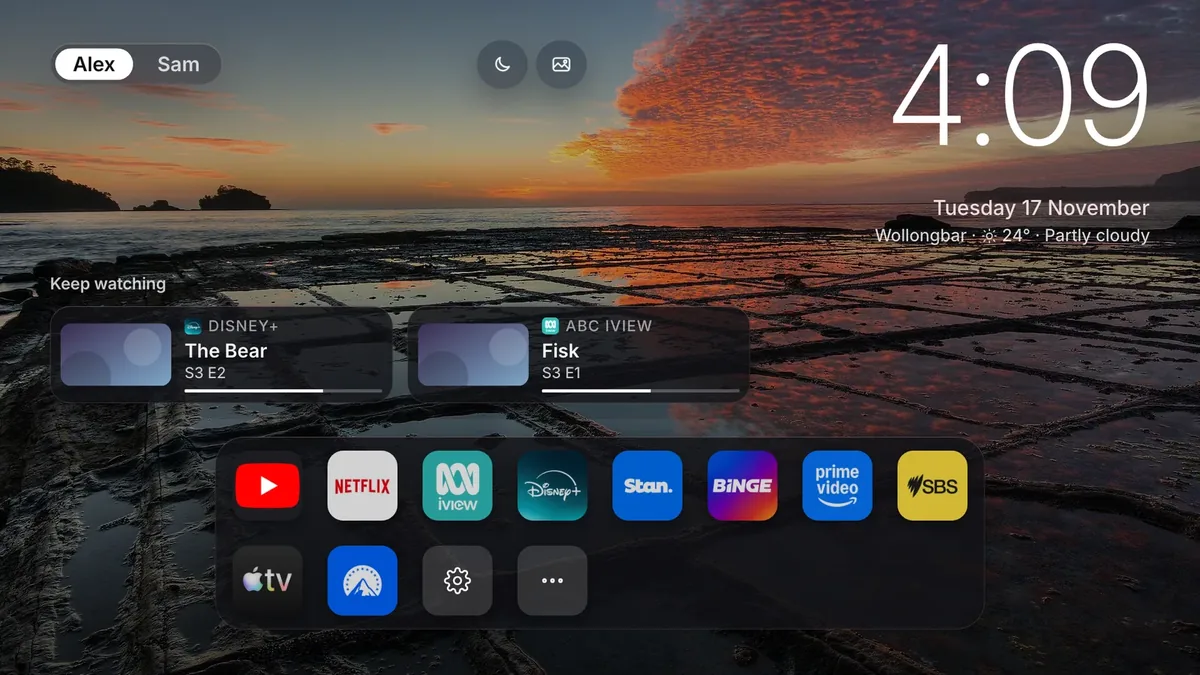 Alex
Sam
4:09
Tuesday 17 November
Wollongbar · 24° · Partly cloudy
Keep watching
DISNEY+
The Bear
S3 E2
ABC IVIEW
Fisk
S3 E1
NETFLIX
iview
Disney+
Stan.
BiNGE
prime video
SBS
tv